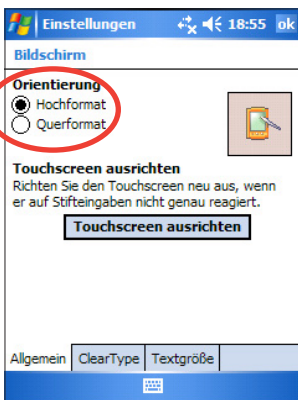 Einstellungen 18:55 ok
Bildschirm
Orientierung
Hochformat
Querformat
Touchscreen ausrichten
Richten Sie den Touchscreen neu aus, wenn
er auf Stifteingaben nicht genau reagiert.
Touchscreen ausrichten
Allgemein ClearType Textgröße